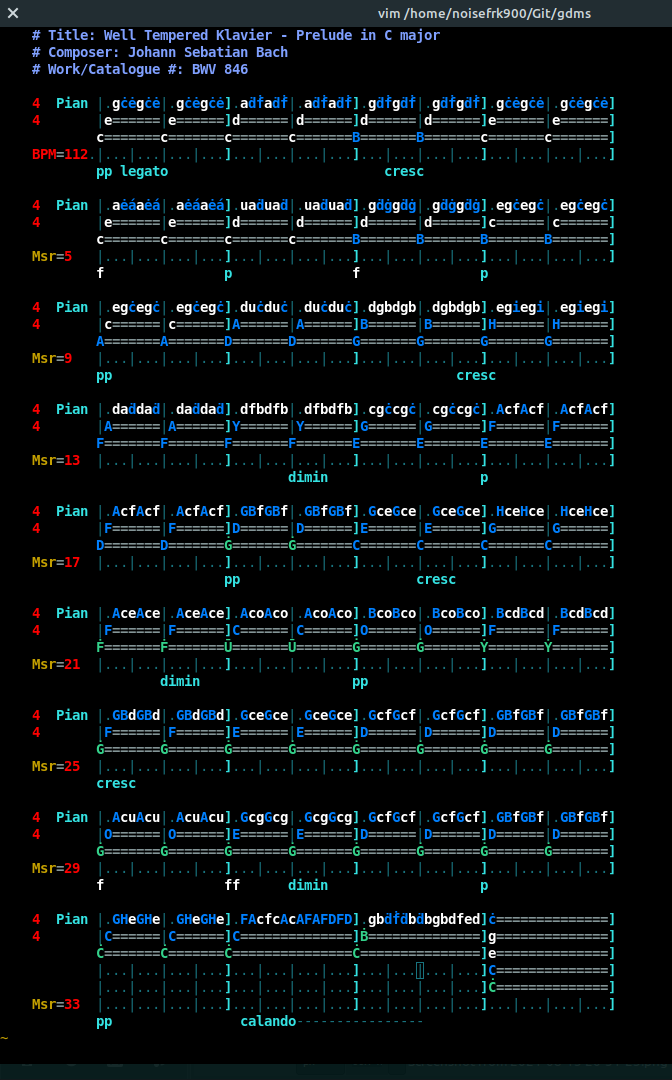 vim /home/noisefrk900/Git/gdms
# Title: Well Tempered Klavier - Prelude in C major
# Composer: Johann Sebatian Bach
# Work/Catalogue #: BWV 846
4 Pian |.gċėgċė|.gċėgċė].aḋḟaḋḟ|.aḋḟaḋḟ].gḋḟgḋḟ|.gḋḟgḋḟ].gċėgċė|.gċėgċė]
4 |e======|e======]d======|d======]d======|d======]e======|e======]
c=======c=======c=======c=======B=======B=======c=======c=======]
BPM=112.|...|...|...|...]...|...|...|...]...|...|...|...]...|...|...|...]
pp legato cresc
4 Pian |.aėáaėá|.aėáaėá].uaḋuaḋ|.uaḋuaḋ].gḋġgḋġ|.gḋġgḋġ].egċegċ|.egċegċ]
4 |e======|e======]d======|d======]d======|d======]c======|c======]
c=======c=======c=======c=======B=======B=======B=======B=======]
Msr=5 |...|...|...|...]...|...|...|...]...|...|...|...]...|...|...|...]
f p f p
4 Pian |.egċegċ|.egċegċ].duċduċ|.duċduċ].dgbdgb|.dgbdgb].egiegi|.egiegi]
4 |c======|c======]A======|A======]B======|B======]H======|H======]
A=======A=======D=======D=======G=======G=======G=======G=======]
Msr=9 |...|...|...|...]...|...|...|...]...|...|...|...]...|...|...|...]
pp cresc
4 Pian |.daḋdaḋ|.daḋdaḋ].dfbdfb|.dfbdfb].cgċcgċ|.cgċcgċ].AcfAcf|.AcfAcf]
4 |A======|A======]Y======|Y======]G======|G======]F======|F======]
F=======F=======F=======F=======E=======E=======E=======E=======]
Msr=13 |...|...|...|...]...|...|...|...]...|...|...|...]...|...|...|...]
dimin p
4 Pian |.AcfAcf|.AcfAcf].GBfGBf|.GBfGBf].GceGce|.GceGce].HceHce|.HceHce]
4 |F======|F======]D======|D======]E======|E======]G======|G======]
D=======D=======Ġ=======Ġ=======C=======C=======C=======C=======]
Msr=17 |...|...|...|...]...|...|...|...]...|...|...|...]...|...|...|...]
pp cresc
4 Pian |.AceAce|.AceAce].AcoAco|.AcoAco].BcoBco|.BcoBco].BcdBcd|.BcdBcd]
4 |F======|F======]C======|C======]O======|O======]F======|F======]
Ḟ=======Ḟ=======U̇=======U̇=======Ġ=======Ġ=======Ẏ=======Ẏ=======]
Msr=21 |...|...|...|...]...|...|...|...]...|...|...|...]...|...|...|...]
dimin pp
4 Pian |.GBdGBd|.GBdGBd].GceGce|.GceGce].GcfGcf|.GcfGcf].GBfGBf|.GBfGBf]
4 |F======|F======]E======|E======]D======|D======]D======|D======]
Ġ=======Ġ=======Ġ=======Ġ=======Ġ=======Ġ=======Ġ=======Ġ=======]
Msr=25 |...|...|...|...]...|...|...|...]...|...|...|...]...|...|...|...]
cresc
4 Pian |.AcuAcu|.AcuAcu].GcgGcg|.GcgGcg].GcfGcf|.GcfGcf].GBfGBf|.GBfGBf]
4 |O======|O======]E======|E======]D======|D======]D======|D======]
Ġ=======Ġ=======Ġ=======Ġ=======Ġ=======Ġ=======Ġ=======Ġ=======]
Msr=29 |...|...|...|...]...|...|...|...]...|...|...|...]...|...|...|...]
f ff dimin p
4 Pian |.GHeGHe|.GHeGHe].FAcfcAcAFAFDFD].gbḋḟḋbḋbgbdfed]ċ==============]
4 |C======|C======]C==============]Ḃ==============]g==============]
Ċ=======Ċ=======Ċ===============Ċ===============]e==============]
|...|...|...|...]...|...|...|...]...|...|...|...]C==============]
|...|...|...|...]...|...|...|...]...|...|...|...]Ċ==============]
Msr=33 |...|...|...|...]...|...|...|...]...|...|...|...]...|...|...|...]
pp calando----------------
~